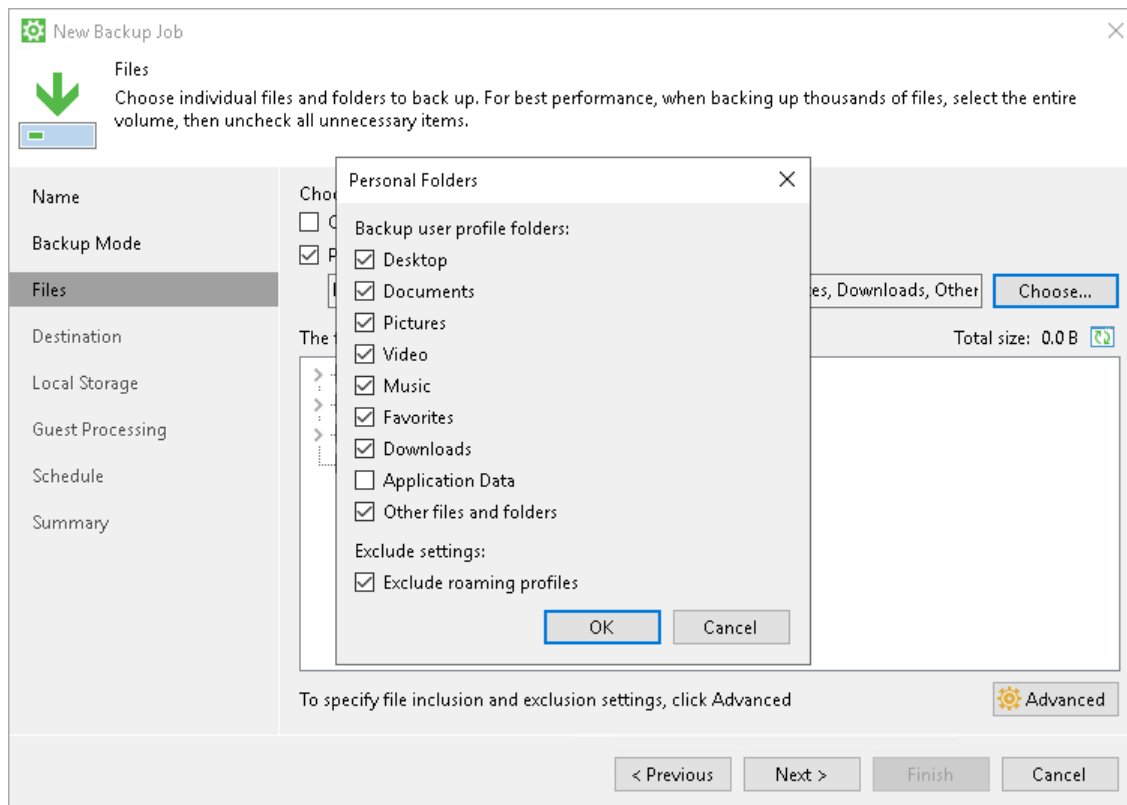 New Backup Job
Files
Choose individual files and folders to back up. For best performance, when backing up thousands of files, select the entire
volume, then uncheck all unnecessary items.
Name
Backup Mode
Files
Destination
Local Storage
Guest Processing
Schedule
Summary
Personal Folders
Backup user profile folders:
Desktop
Documents
Pictures
Video
Music
Favorites
Downloads
Application Data
Other files and folders
Exclude settings:
Exclude roaming profiles
OK Cancel
Downloads, Other
Choose...
Total size: 0.0 B
To specify file inclusion and exclusion settings, click Advanced
Advanced
< Previous Next > Finish Cancel